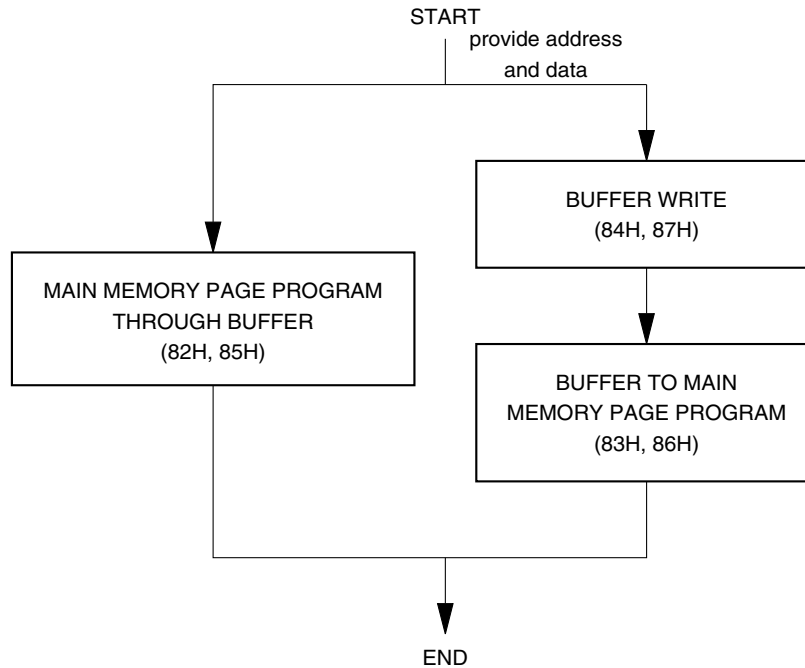 START
provide address
and data
BUFFER WRITE
(84H, 87H)
MAIN MEMORY PAGE PROGRAM
THROUGH BUFFER
(82H, 85H)
BUFFER TO MAIN
MEMORY PAGE PROGRAM
(83H, 86H)
END